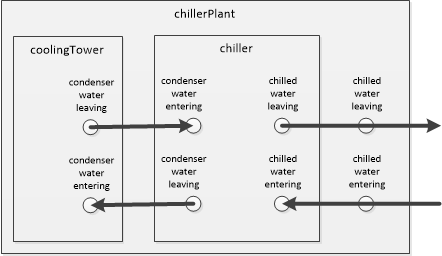 chillerPlant
coolingTower
chiller
condenser
water
leaving
condenser
water
entering
chilled
water
leaving
chilled
water
leaving
condenser
water
entering
condenser
water
leaving
chilled
water
entering
chilled
water
entering